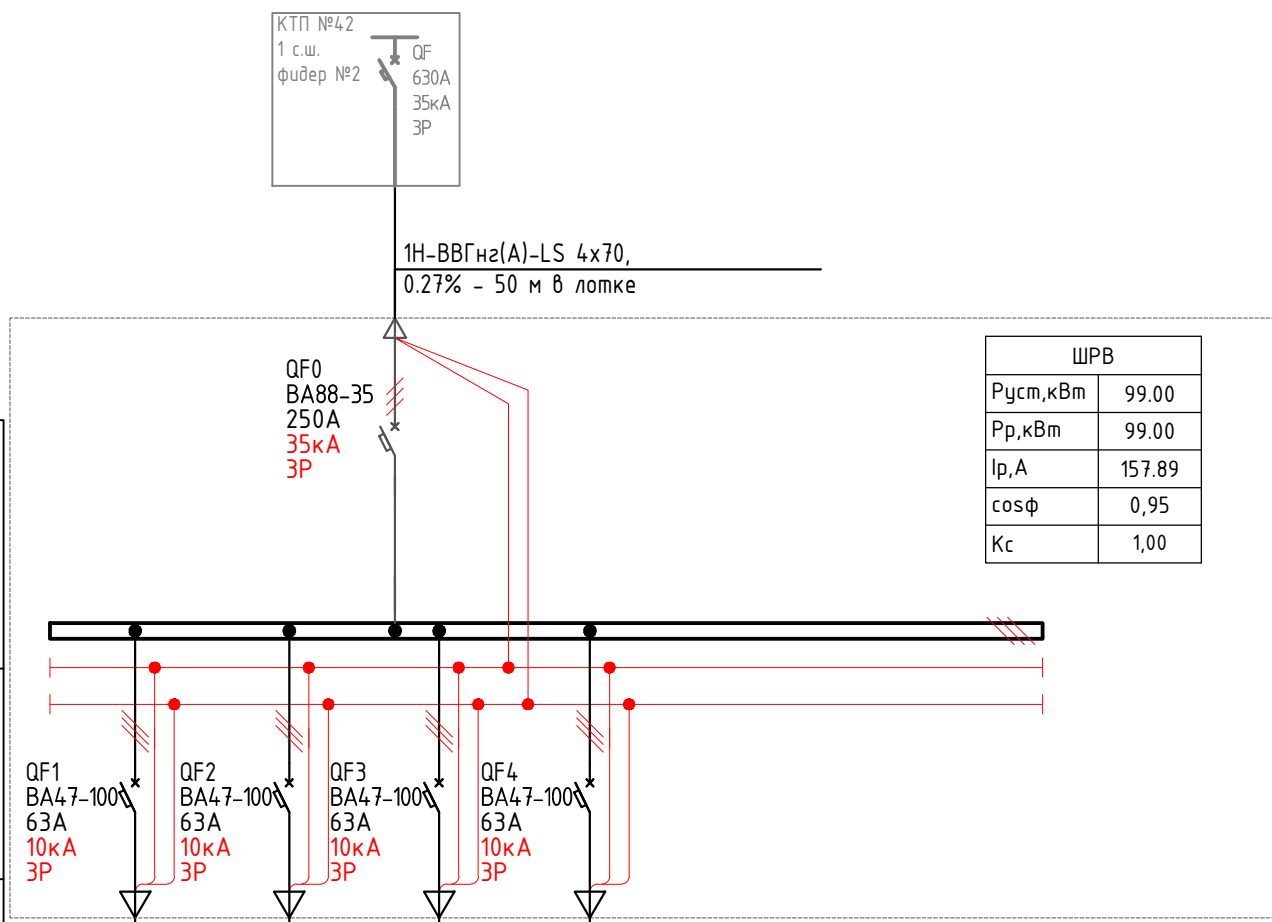 КТП №42
1 с.ш.
фидер №2
QF
630А
35кА
3Р
1Н-ВВГнг(А)-LS 4х70,
0.27% - 50 м в лотке
QF0
ВА88-35
250А
35кА
3Р
ШРВ
Руст,кВт 99.00
Рр,кВт 99.00
Iр,А 157.89
cosφ 0,95
Кс 1,00
QF1
ВА47-100
63А
10кА
3Р
QF2
ВА47-100
63А
10кА
3Р
QF3
ВА47-100
63А
10кА
3Р
QF4
ВА47-100
63А
10кА
3Р